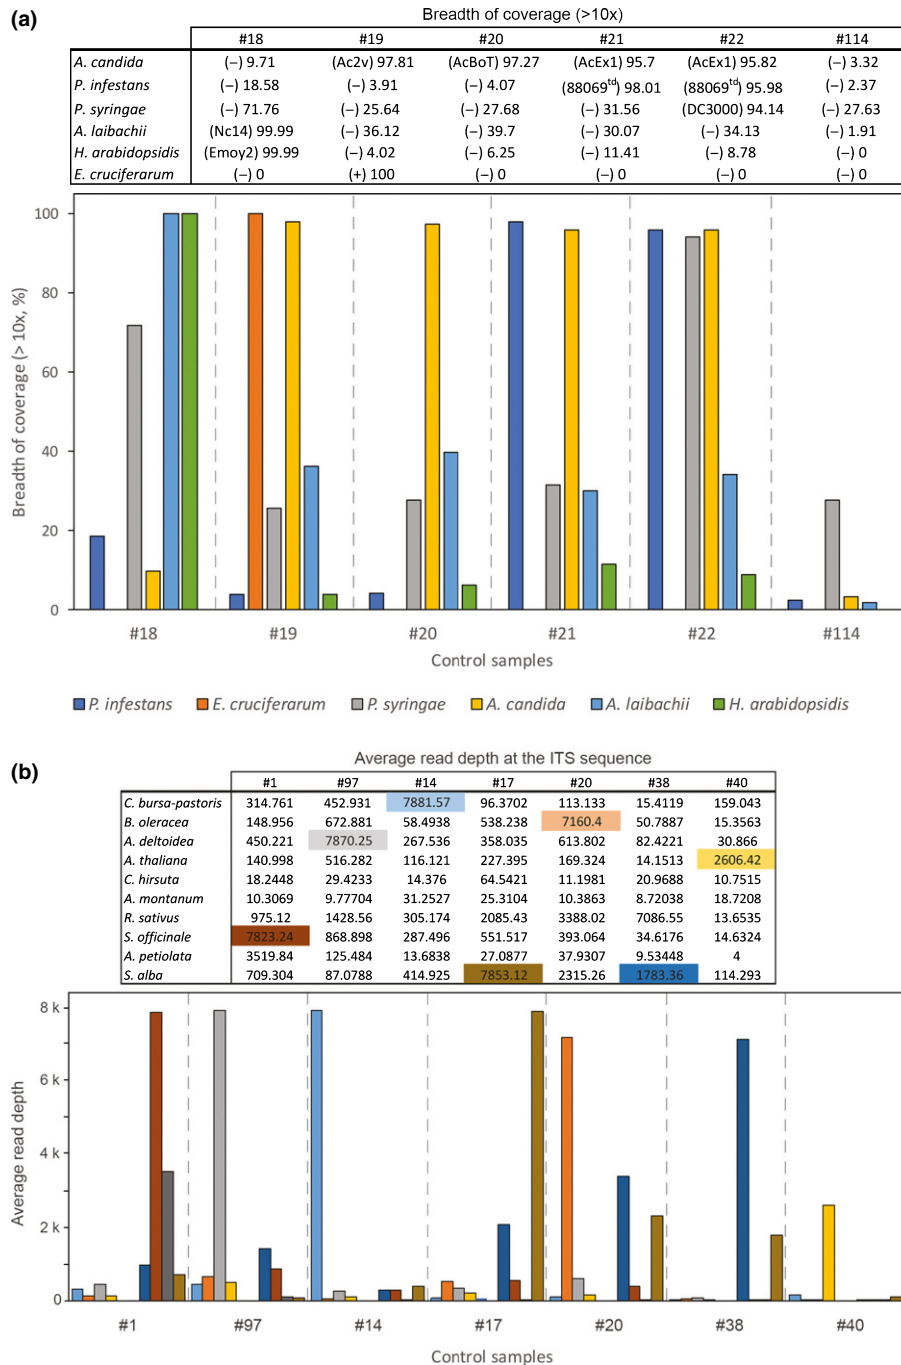 (a)
Breadth of coverage (>10x)
#18 #19 #20 #21 #22 #114
A. candida (–) 9.71 (Ac2v) 97.81 (AcBoT) 97.27 (AcEx1) 95.7 (AcEx1) 95.82 (–) 3.32
P. infestans (–) 18.58 (–) 3.91 (–) 4.07 (88069td) 98.01 (88069td) 95.98 (–) 2.37
P. syringae (–) 71.76 (–) 25.64 (–) 27.68 (–) 31.56 (DC3000) 94.14 (–) 27.63
A. laibachii (Nc14) 99.99 (–) 36.12 (–) 39.7 (–) 30.07 (–) 34.13 (–) 1.91
H. arabidopsidis (Emoy2) 99.99 (–) 4.02 (–) 6.25 (–) 11.41 (–) 8.78 (–) 0
E. cruciferarum (–) 0 (+) 100 (–) 0 (–) 0 (–) 0 (–) 0
Breadth of coverage (> 10x, %)
100
80
60
40
20
0
#18 #19 #20 #21 #22 #114
Control samples
P. infestans E. cruciferarum P. syringae A. candida A. laibachii H. arabidopsidis
(b)
Average read depth at the ITS sequence
#1 #97 #14 #17 #20 #38 #40
C. bursa-pastoris 314.761 452.931 7881.57 96.3702 113.133 15.4119 159.043
B. oleracea 148.956 672.881 58.4938 538.238 7160.4 50.7887 15.3563
A. deltoidea 450.221 7870.25 267.536 358.035 613.802 82.4221 30.866
A. thaliana 140.998 516.282 116.121 227.395 169.324 14.1513 2606.42
C. hirsuta 18.2448 29.4233 14.376 64.5421 11.1981 20.9688 10.7515
A. montanum 10.3069 9.77704 31.2527 25.3104 10.3863 8.72038 18.7208
R. sativus 975.12 1428.56 305.174 2085.43 3388.02 7086.55 13.6535
S. officinale 7823.24 868.898 287.496 551.517 393.064 34.6176 14.6324
A. petiolata 3519.84 125.484 13.6838 27.0877 37.9307 9.53448 4
S. alba 709.304 87.0788 414.925 7853.12 2315.26 1783.36 114.293
Average read depth
8 k
6 k
4 k
2 k
0
#1 #97 #14 #17 #20 #38 #40
Control samples